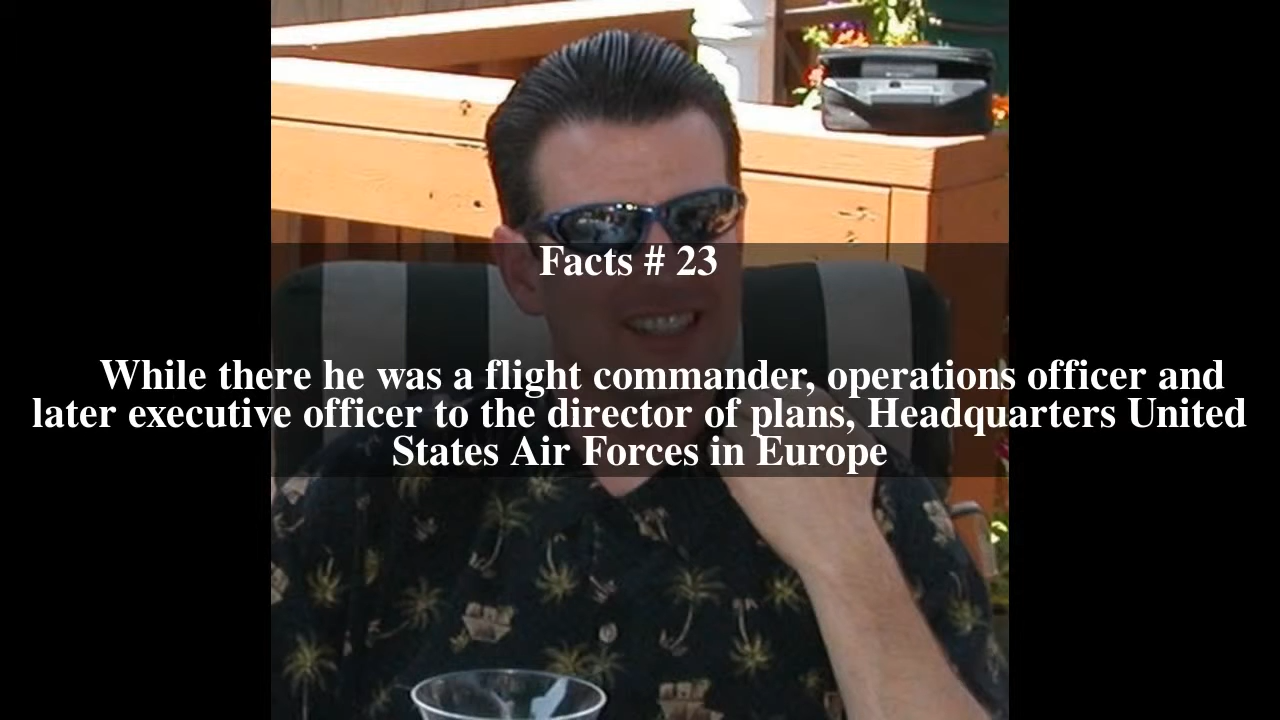 Facts # 23
While there he was a flight commander, operations officer and
later executive officer to the director of plans, Headquarters United
States Air Forces in Europe